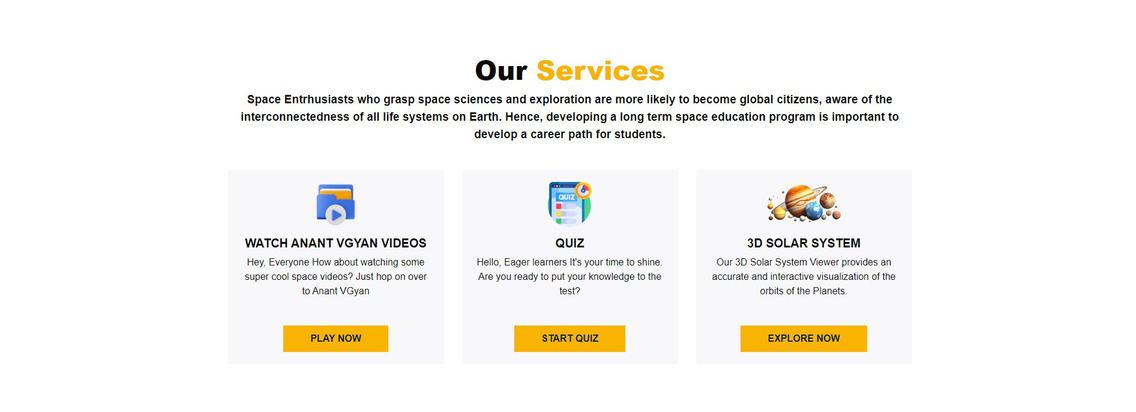 Our Services
Space Entrhusiasts who grasp space sciences and exploration are more likely to become global citizens, aware of the
interconnectedness of all life systems on Earth. Hence, developing a long term space education program is important to
develop a career path for students.
WATCH ANANT VGYAN VIDEOS
Hey, Everyone How about watching some
super cool space videos? Just hop on over
to Anant VGyan
PLAY NOW
QUIZ
QUIZ
Hello, Eager learners It's your time to shine.
Are you ready to put your knowledge to the
test?
START QUIZ
3D SOLAR SYSTEM
Our 3D Solar System Viewer provides an
accurate and interactive visualization of the
orbits of the Planets.
EXPLORE NOW